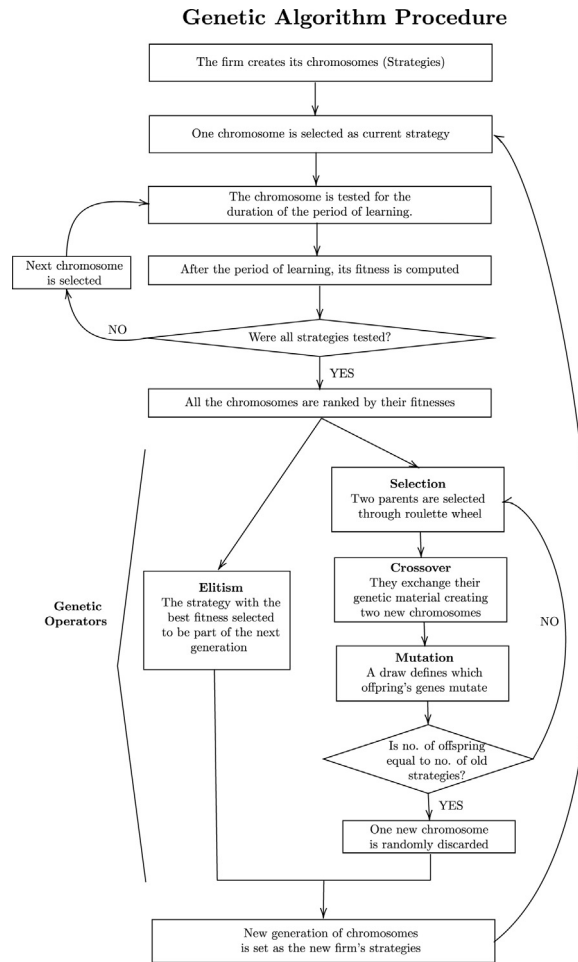 Genetic Algorithm Procedure
The firm creates its chromosomes (Strategies)
One chromosome is selected as current strategy
The chromosome is tested for the
duration of the period of learning.
Next chromosome
is selected
After the period of learning, its fitness is computed
NO
Were all strategies tested?
YES
All the chromosomes are ranked by their fitnesses
Genetic
Operators
Elitism
The strategy with the
best fitness selected
to be part of the next
generation
Selection
Two parents are selected
through roulette wheel
Crossover
They exchange their
genetic material creating
two new chromosomes
NO
Mutation
A draw defines which
offspring's genes mutate
Is no. of offspring
equal to no. of old
strategies?
YES
One new chromosome
is randomly discarded
New generation of chromosomes
is set as the new firm's strategies